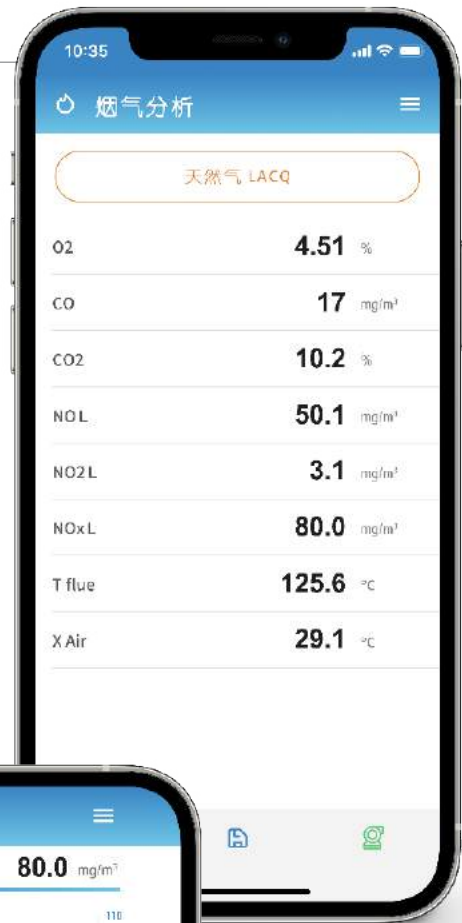 10:35
烟气分析
天然气 LACQ
O2 4.51 %
CO 17 mg/m³
CO2 10.2 %
NO L 50.1 mg/m³
NO2 L 3.1 mg/m³
NOx L 80.0 mg/m³
T flue 125.6 °C
X Air 29.1 °C
80.0 mg/m³
110